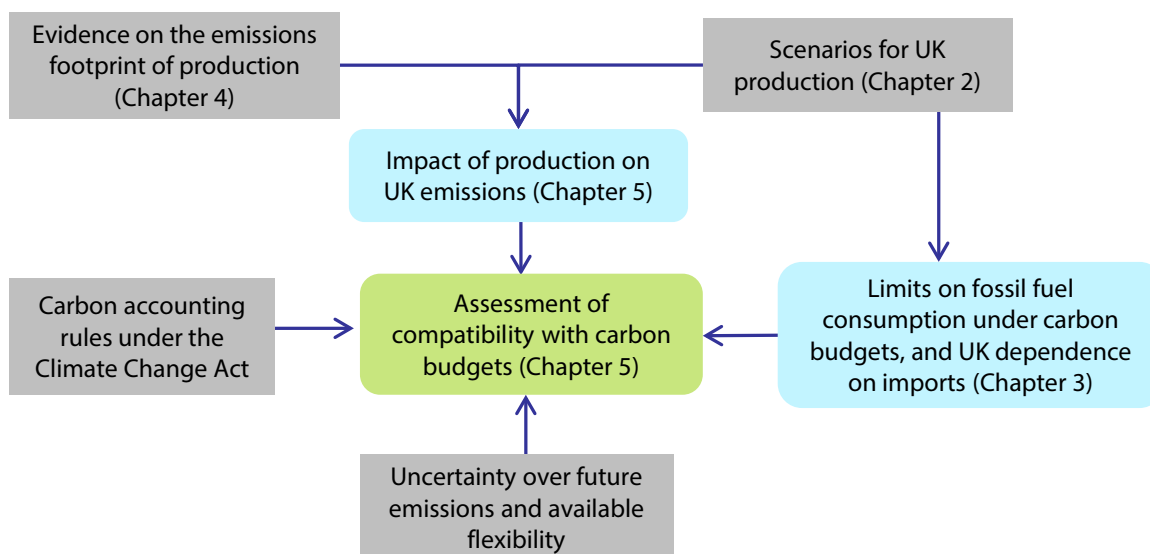 Evidence on the emissions
footprint of production
(Chapter 4)
Scenarios for UK
production (Chapter 2)
Impact of production on
UK emissions (Chapter 5)
Carbon accounting
rules under the
Climate Change Act
Assessment of
compatibility with carbon
budgets (Chapter 5)
Limits on fossil fuel
consumption under carbon
budgets, and UK dependence
on imports (Chapter 3)
Uncertainty over future
emissions and available
flexibility